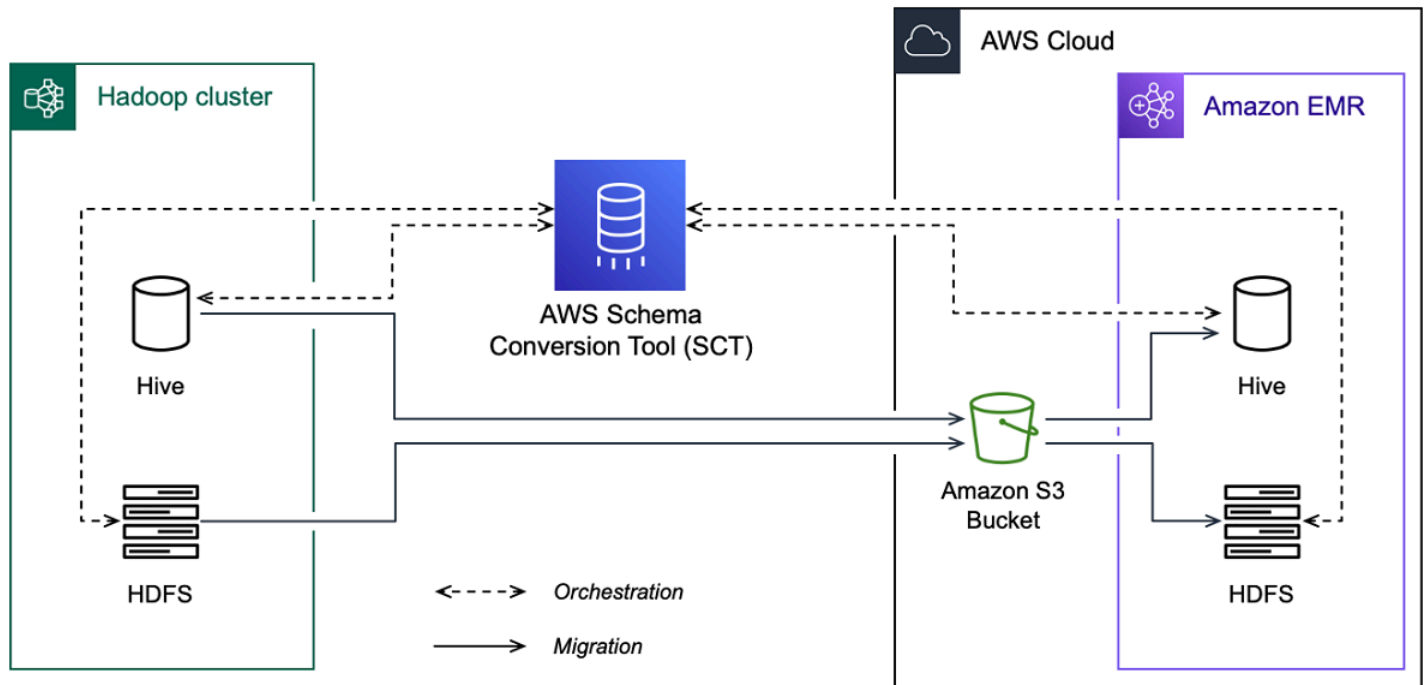 AWS Cloud
Hadoop cluster
Amazon EMR
AWS Schema
Conversion Tool (SCT)
Hive
Hive
Amazon S3
Bucket
HDFS
HDFS
Orchestration
Migration